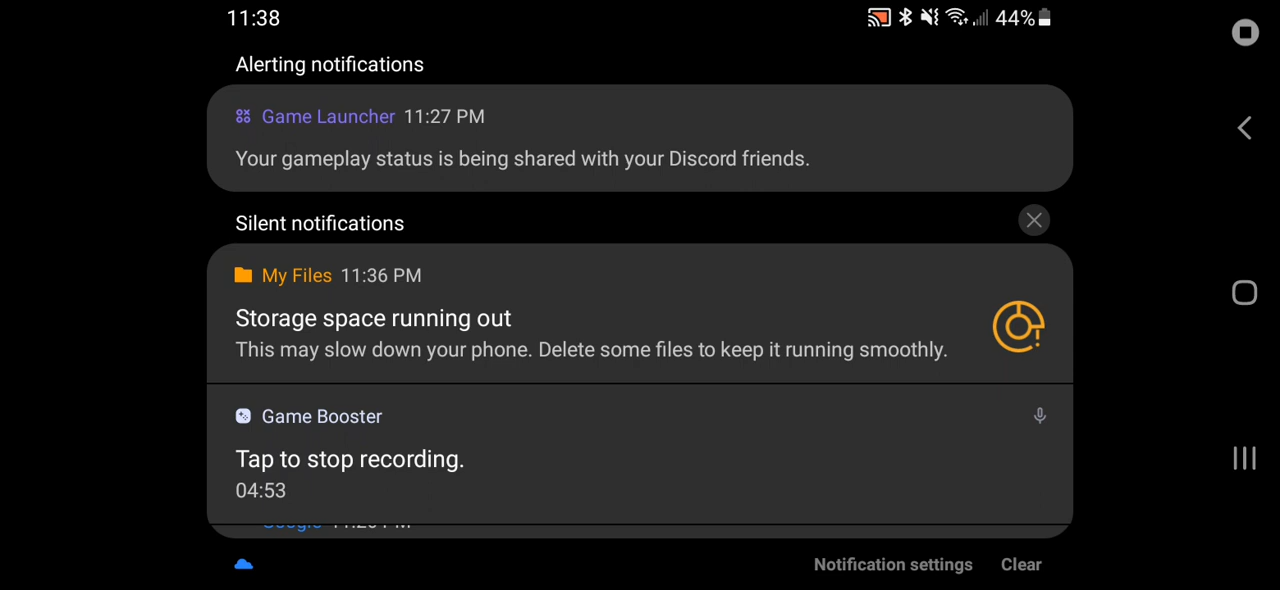 11:38
44%
Alerting notifications
Game Launcher 11:27 PM
Your gameplay status is being shared with your Discord friends.
Silent notifications
My Files 11:36 PM
Storage space running out
This may slow down your phone. Delete some files to keep it running smoothly.
Game Booster
Tap to stop recording.
04:53
Google
Notification settings Clear